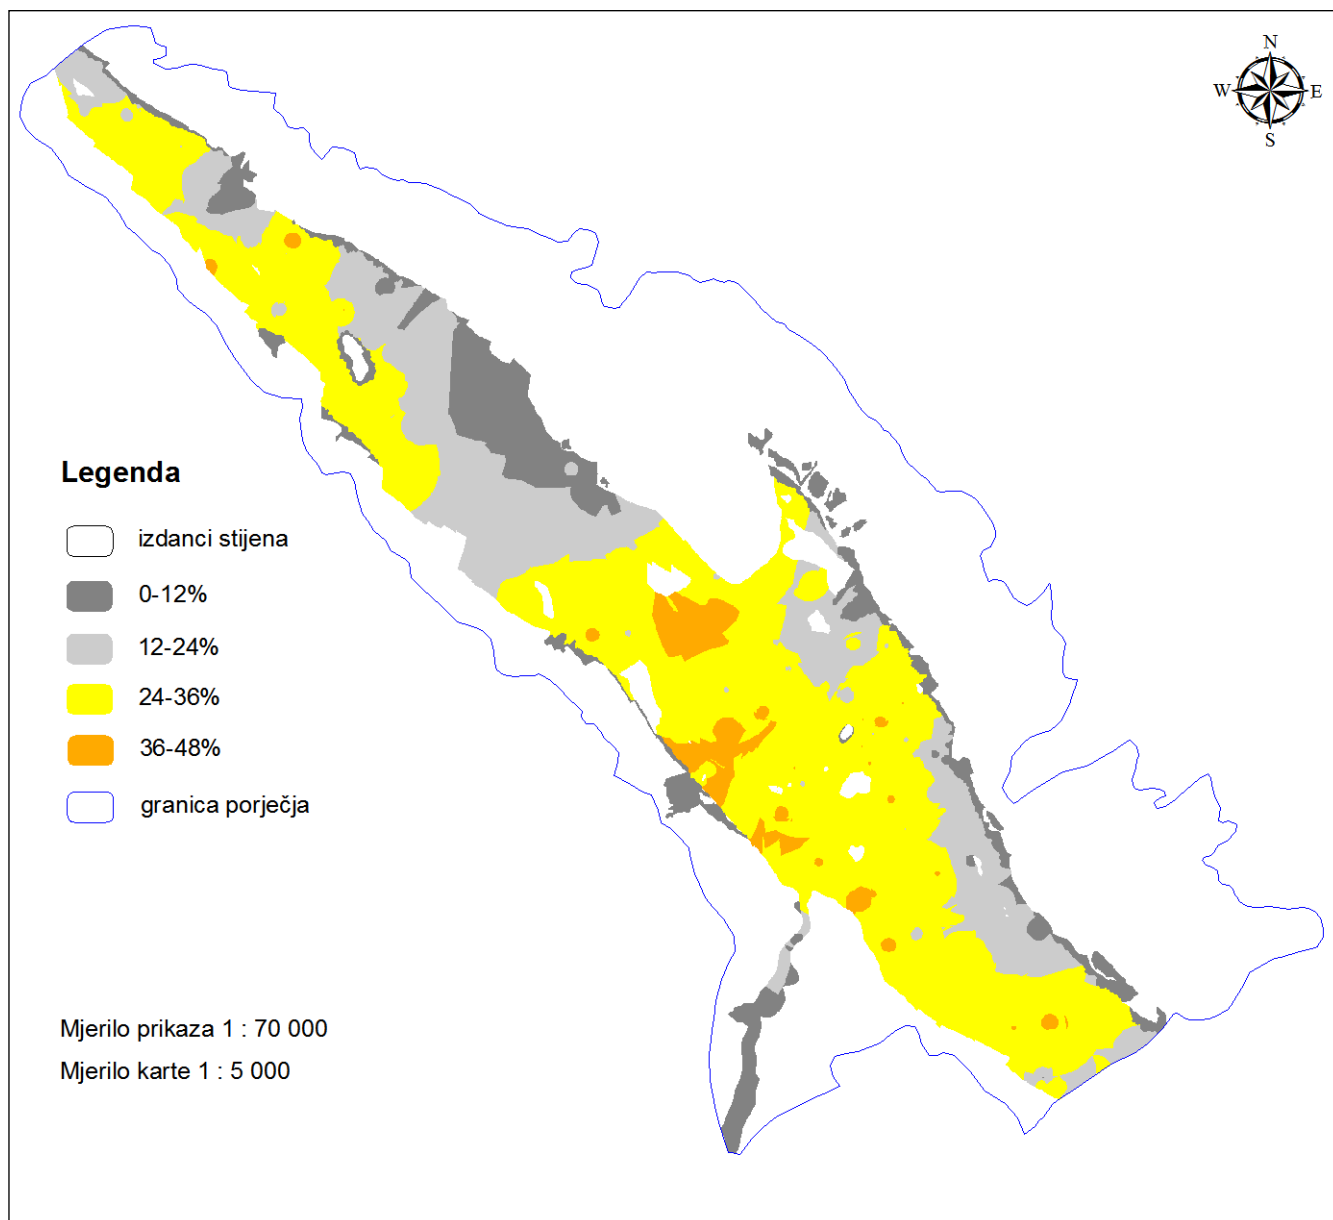 N
W E
S
Legenda
izdanci stijena
0-12%
12-24%
24-36%
36-48%
granica porječja
Mjerilo prikaza 1 : 70 000
Mjerilo karte 1 : 5 000